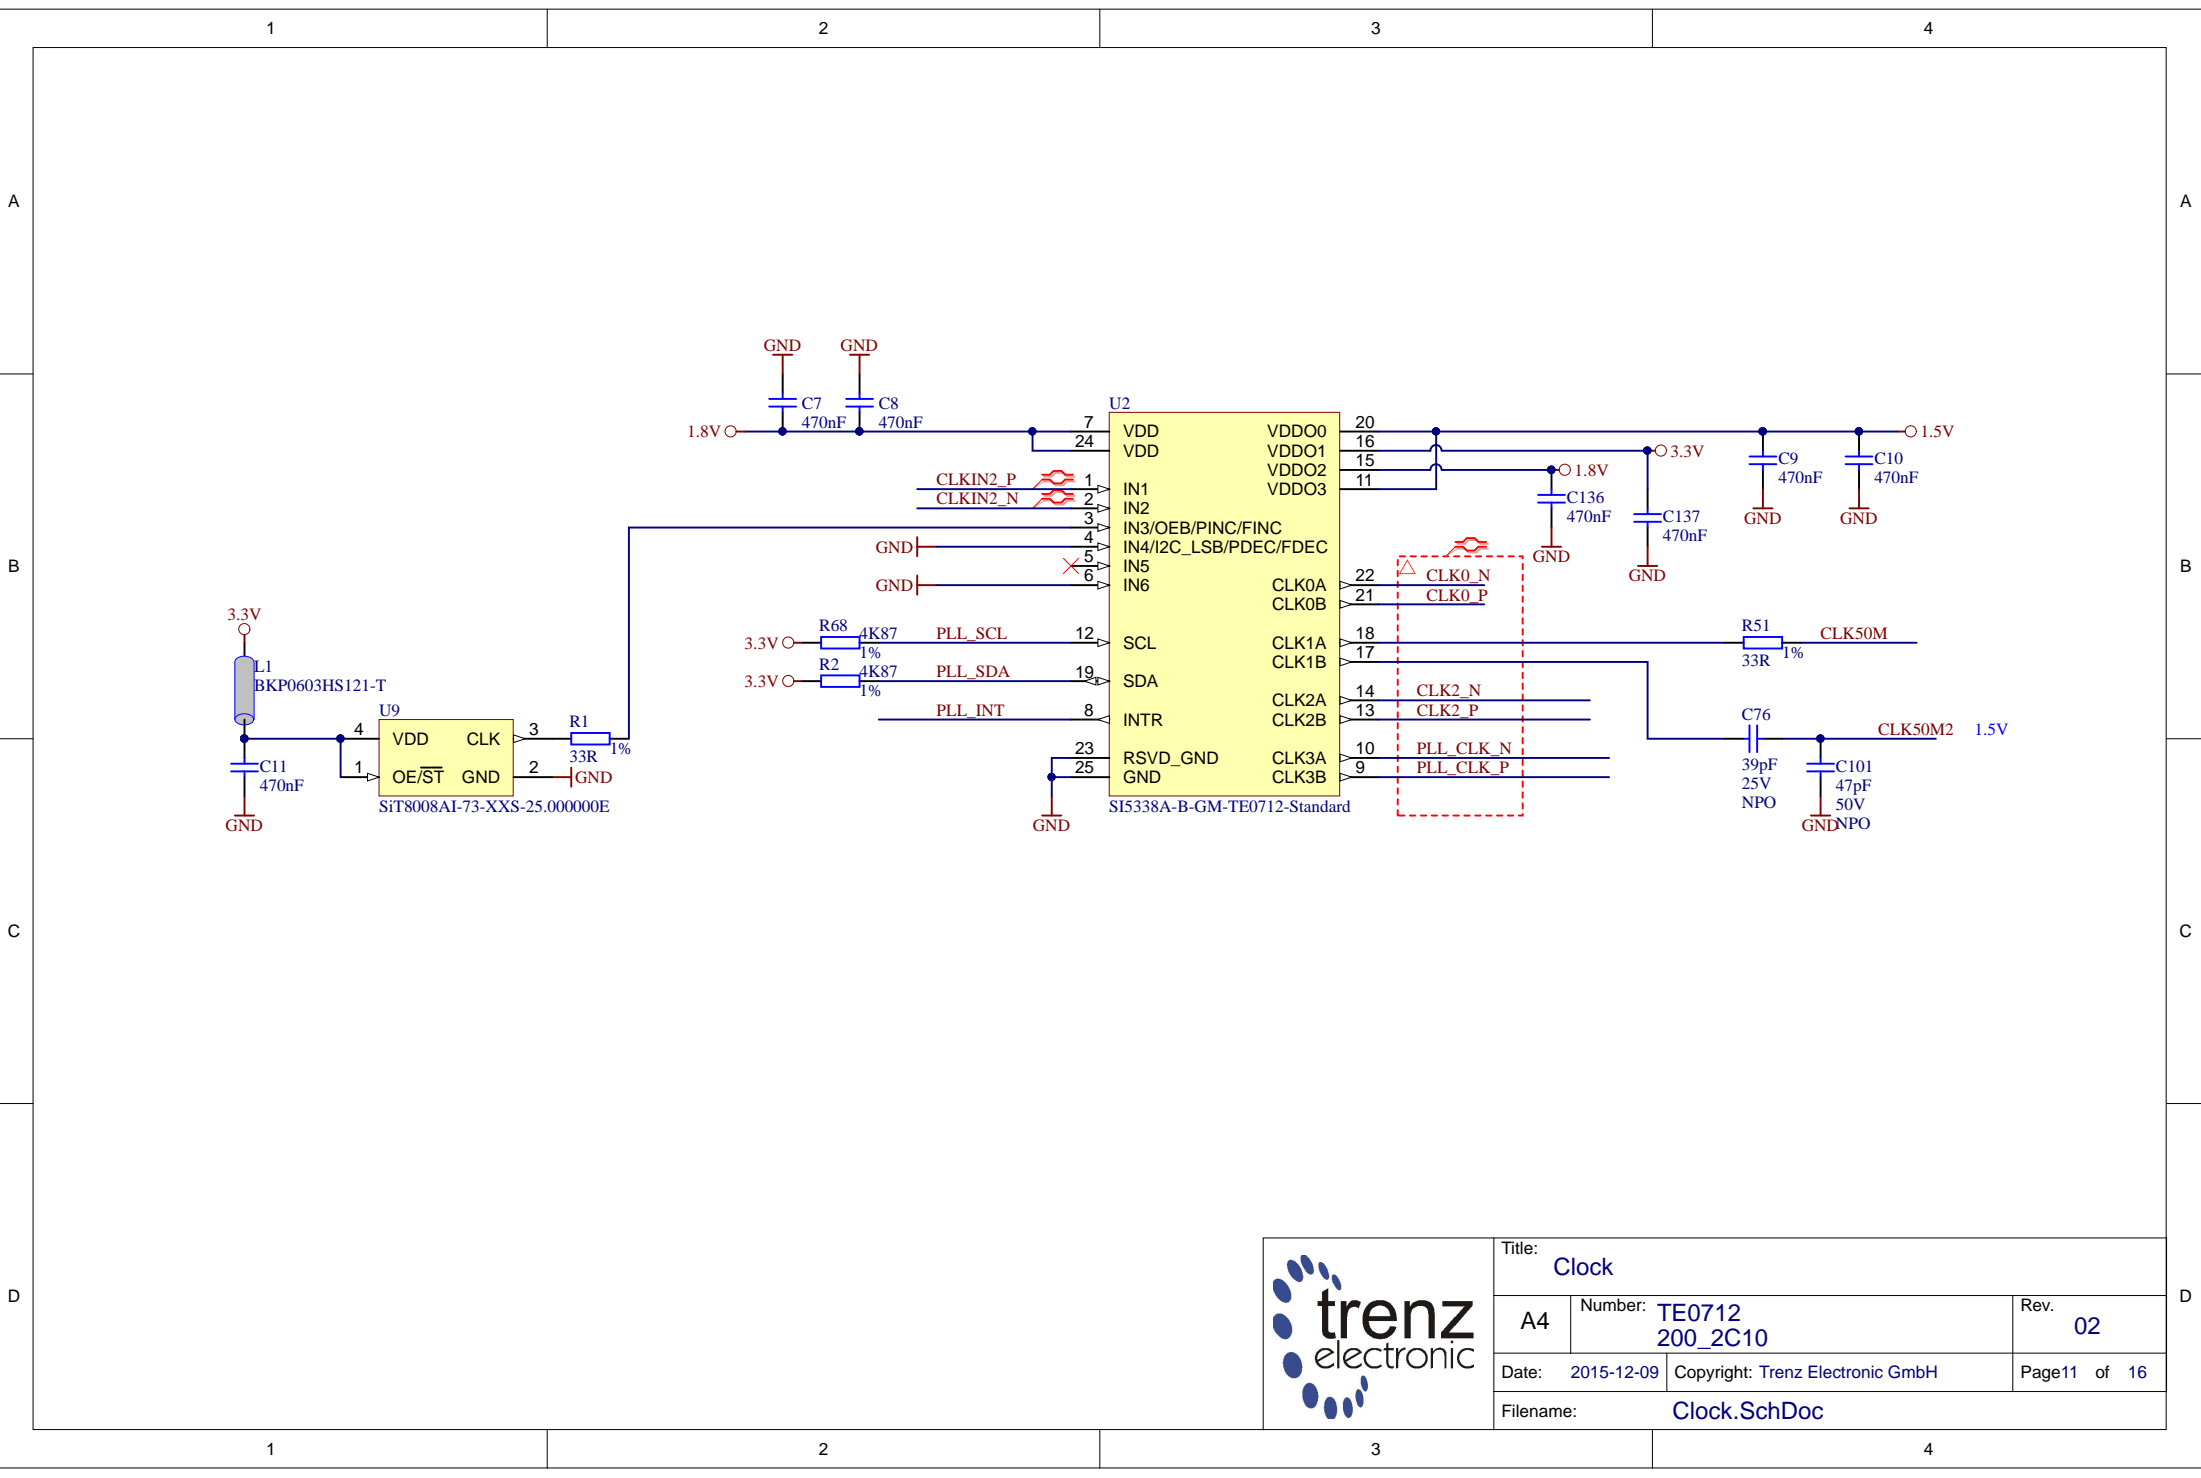 1 2 3 4
A A
GND GND
C7 C8
470nF 470nF
1.8V
U2
7 VDD VDDO0 20
24 VDD VDDO1 16
VDDO2 15
VDDO3 11
1.5V
3.3V
1.8V
C9 C10
470nF 470nF
GND GND
C136
470nF
GND
C137
470nF
GND
CLKIN2_P 1 IN1
CLKIN2_N 2 IN2
3 IN3/OEB/PINC/FINC
GND 4 IN4/I2C_LSB/PDEC/FDEC
5 IN5
GND 6 IN6
B B
CLK0A 22 CLK0_N
CLK0B 21 CLK0_P
3.3V R68 4K87 1% PLL_SCL 12 SCL
3.3V R2 4K87 1% PLL_SDA 19 SDA
PLL_INT 8 INTR
23 RSVD_GND
25 GND
GND
CLK1A 18 R51 33R 1% CLK50M
CLK1B 17
CLK2A 14 CLK2_N
CLK2B 13 CLK2_P
CLK3A 10 PLL_CLK_N
CLK3B 9 PLL_CLK_P
SI5338A-B-GM-TE0712-Standard
C76
39pF
25V
NPO
CLK50M2 1.5V
C101
47pF
50V
NPO
GND
3.3V
L1
BKP0603HS121-T
C11
470nF
GND
U9
4 VDD CLK 3
1 OE/ST GND 2 GND
SiT8008AI-73-XXS-25.000000E
R1
33R 1%
C C
D D
trenz
electronic
Title:
Clock
A4 Number: TE0712
200_2C10
Rev.
02
Date: 2015-12-09 Copyright: Trenz Electronic GmbH Page11 of 16
Filename: Clock.SchDoc
1 2 3 4